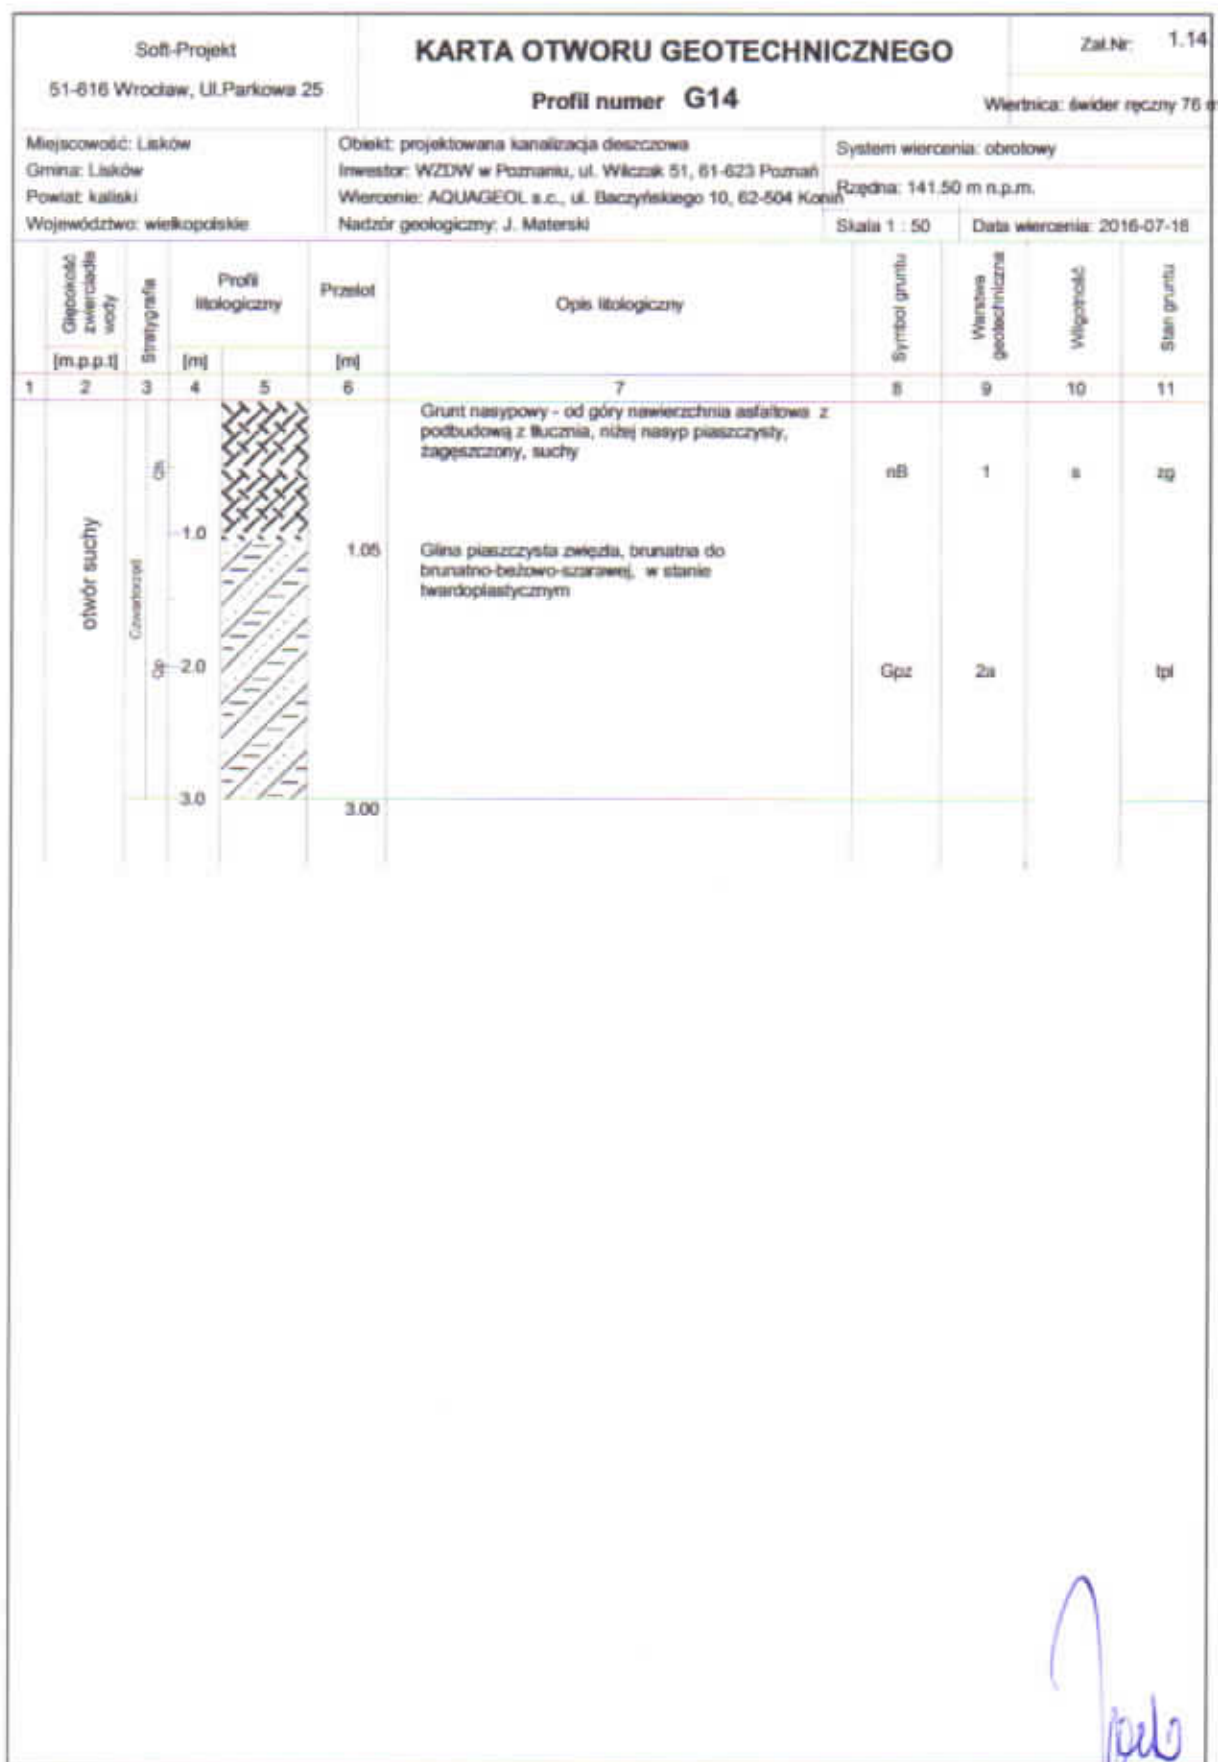 Soft-Projekt
51-616 Wrocław, Ul.Parkowa 25
KARTA OTWORU GEOTECHNICZNEGO
Profil numer G14
Zał.Nr: 1.14
Wiertnica: świder ręczny 76
Miejscowość: Lisków
Gmina: Lisków
Powiat: kaliski
Województwo: wielkopolskie
Obiekt: projektowana kanalizacja deszczowa
Inwestor: WZDW w Poznaniu, ul. Wilczak 51, 61-623 Poznań
Wiercenie: AQUAGEOL s.c., ul. Baczyńskiego 10, 62-504 Konin
Nadzór geologiczny: J. Materski
System wiercenia: obrotowy
Rzędna: 141.50 m n.p.m.
Skala 1 : 50
Data wiercenia: 2016-07-18
Głębokość
zwierciadła
wody
[m.p.p.t]
Stratygrafia
Profil
litologiczny
[m]
Przelot
[m]
Opis litologiczny
Symbol gruntu
Warstwa
geotechniczna
Wilgotność
Stan gruntu
1 2 3 4 5 6 7 8 9 10 11
Grunt nasypowy - od góry nawierzchnia asfaltowa z
podbudową z tłucznia, niżej nasyp piaszczysty,
zagęszczony, suchy
nB 1 s zg
Qh
1.0
1.05
Glina piaszczysta zwięzła, brunatna do
brunatno-beżowo-szarawej, w stanie
twardoplastycznym
otwór suchy
Czwartorzęd
Qp
2.0
Gpz 2a tpl
3.0
3.00